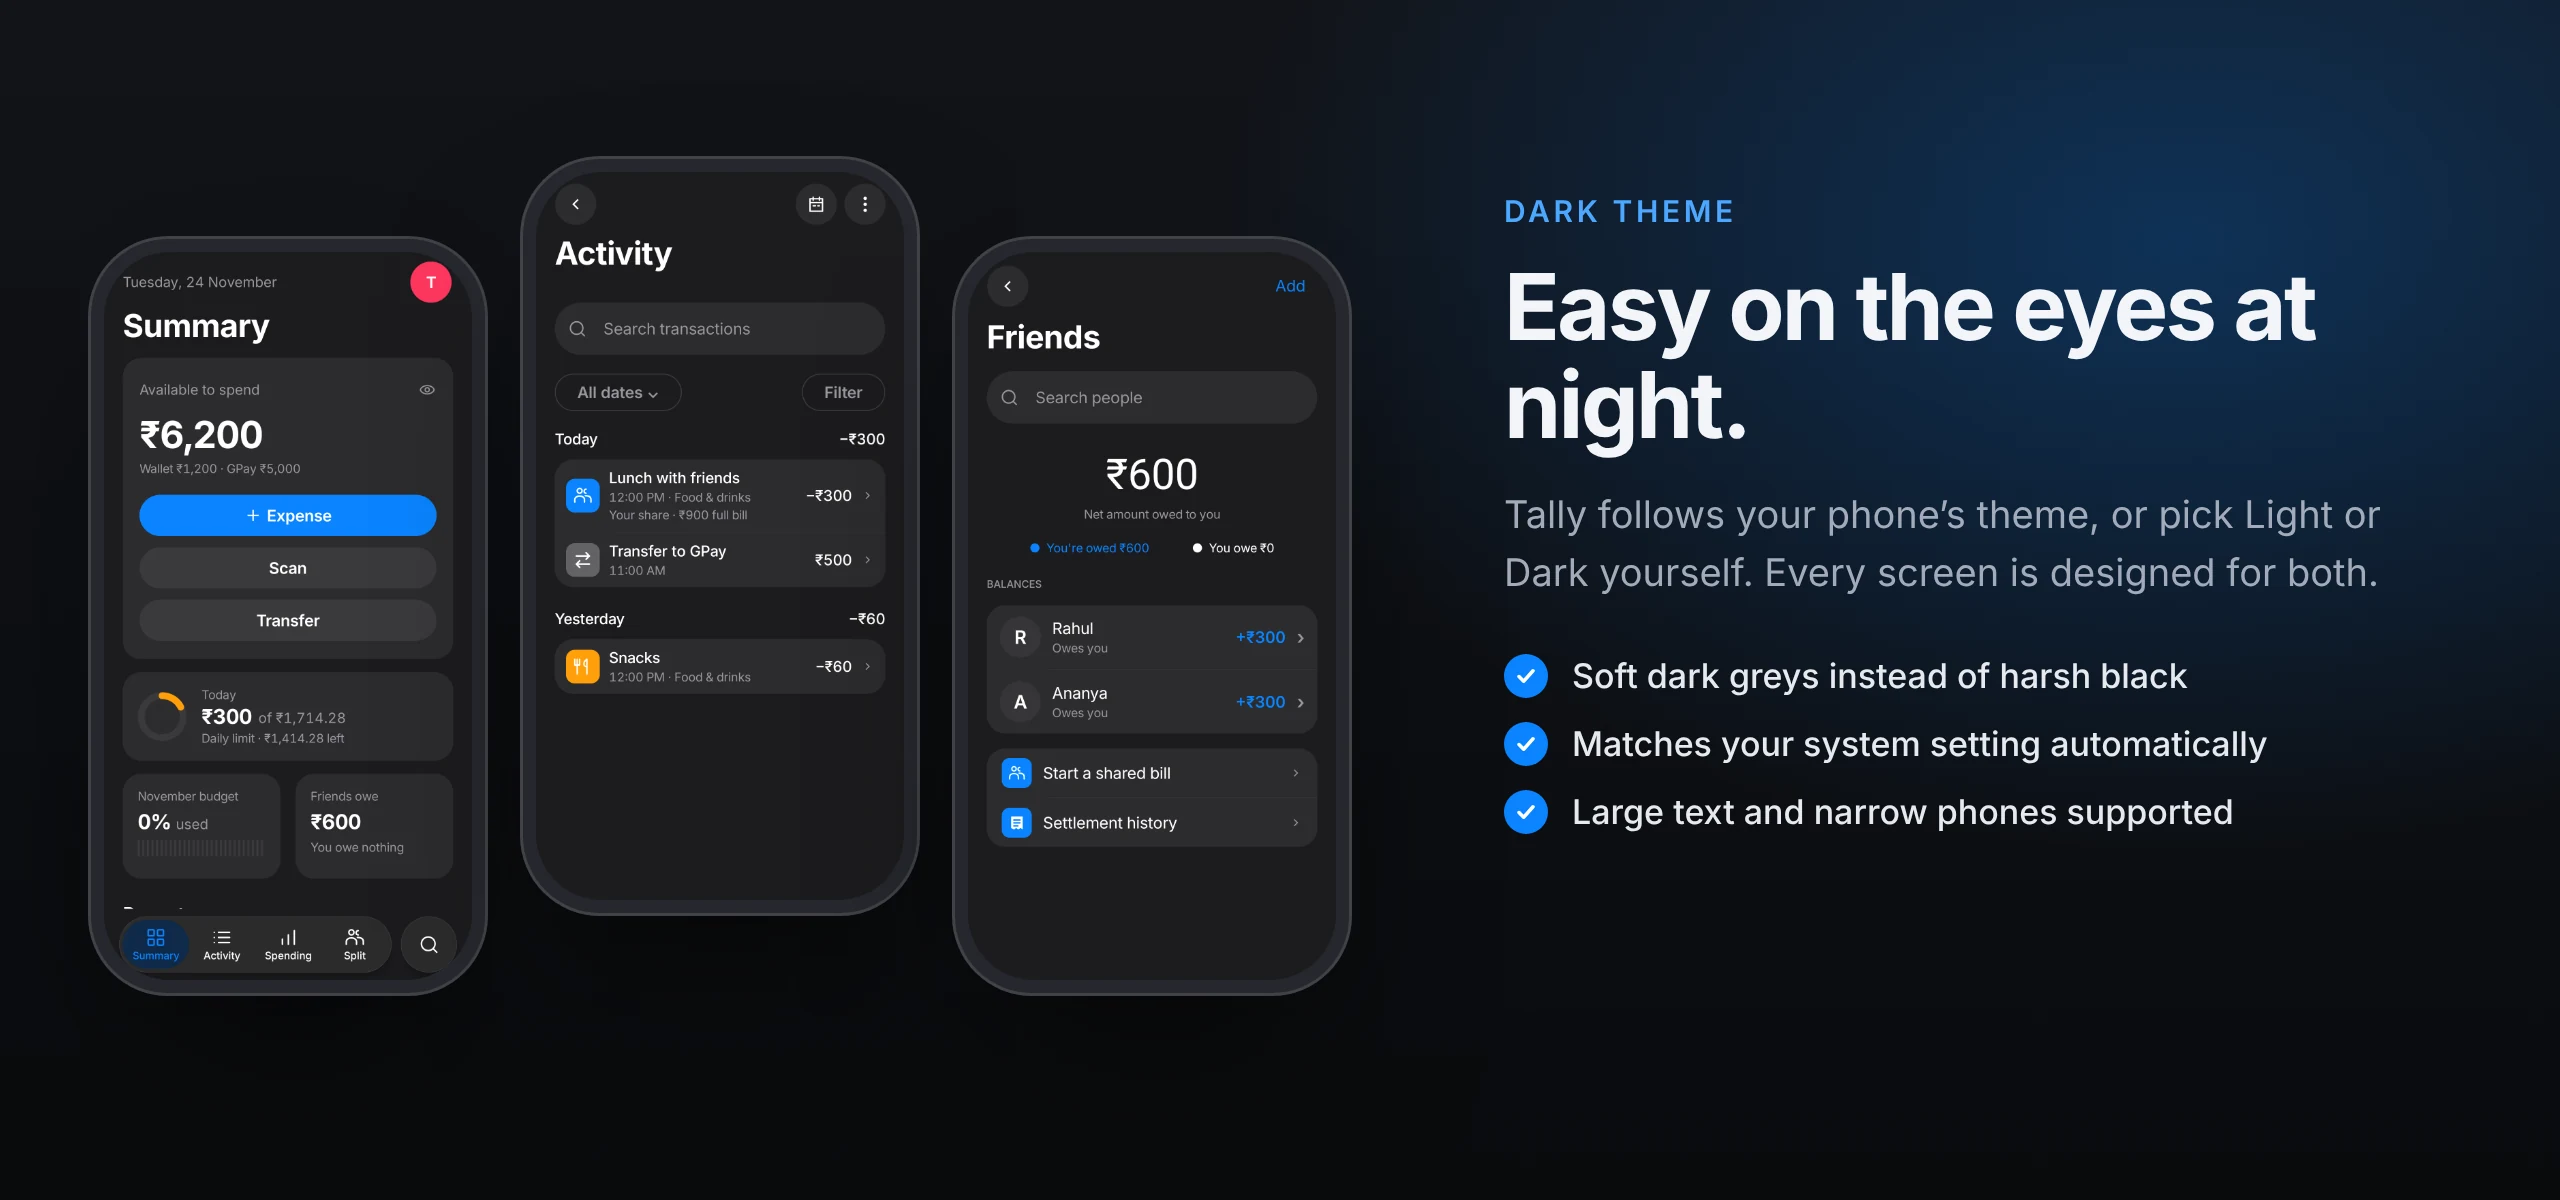 Tuesday, 24 November
T
Summary
Available to spend
₹6,200
Wallet ₹1,200 · GPay ₹5,000
+ Expense
Scan
Transfer
Today
₹300 of ₹1,714.28
Daily limit · ₹1,414.28 left
November budget
0% used
Friends owe
₹600
You owe nothing
Summary
Activity
Spending
Split
Activity
Search transactions
All dates
Filter
Today −₹300
Lunch with friends
12:00 PM · Food & drinks
Your share · ₹900 full bill
−₹300
Transfer to GPay
11:00 AM
₹500
Yesterday −₹60
Snacks
12:00 PM · Food & drinks
−₹60
Add
Friends
Search people
₹600
Net amount owed to you
You're owed ₹600
You owe ₹0
BALANCES
R
Rahul
Owes you
+₹300
A
Ananya
Owes you
+₹300
Start a shared bill
Settlement history
DARK THEME
Easy on the eyes at
night.
Tally follows your phone’s theme, or pick Light or
Dark yourself. Every screen is designed for both.
Soft dark greys instead of harsh black
Matches your system setting automatically
Large text and narrow phones supported